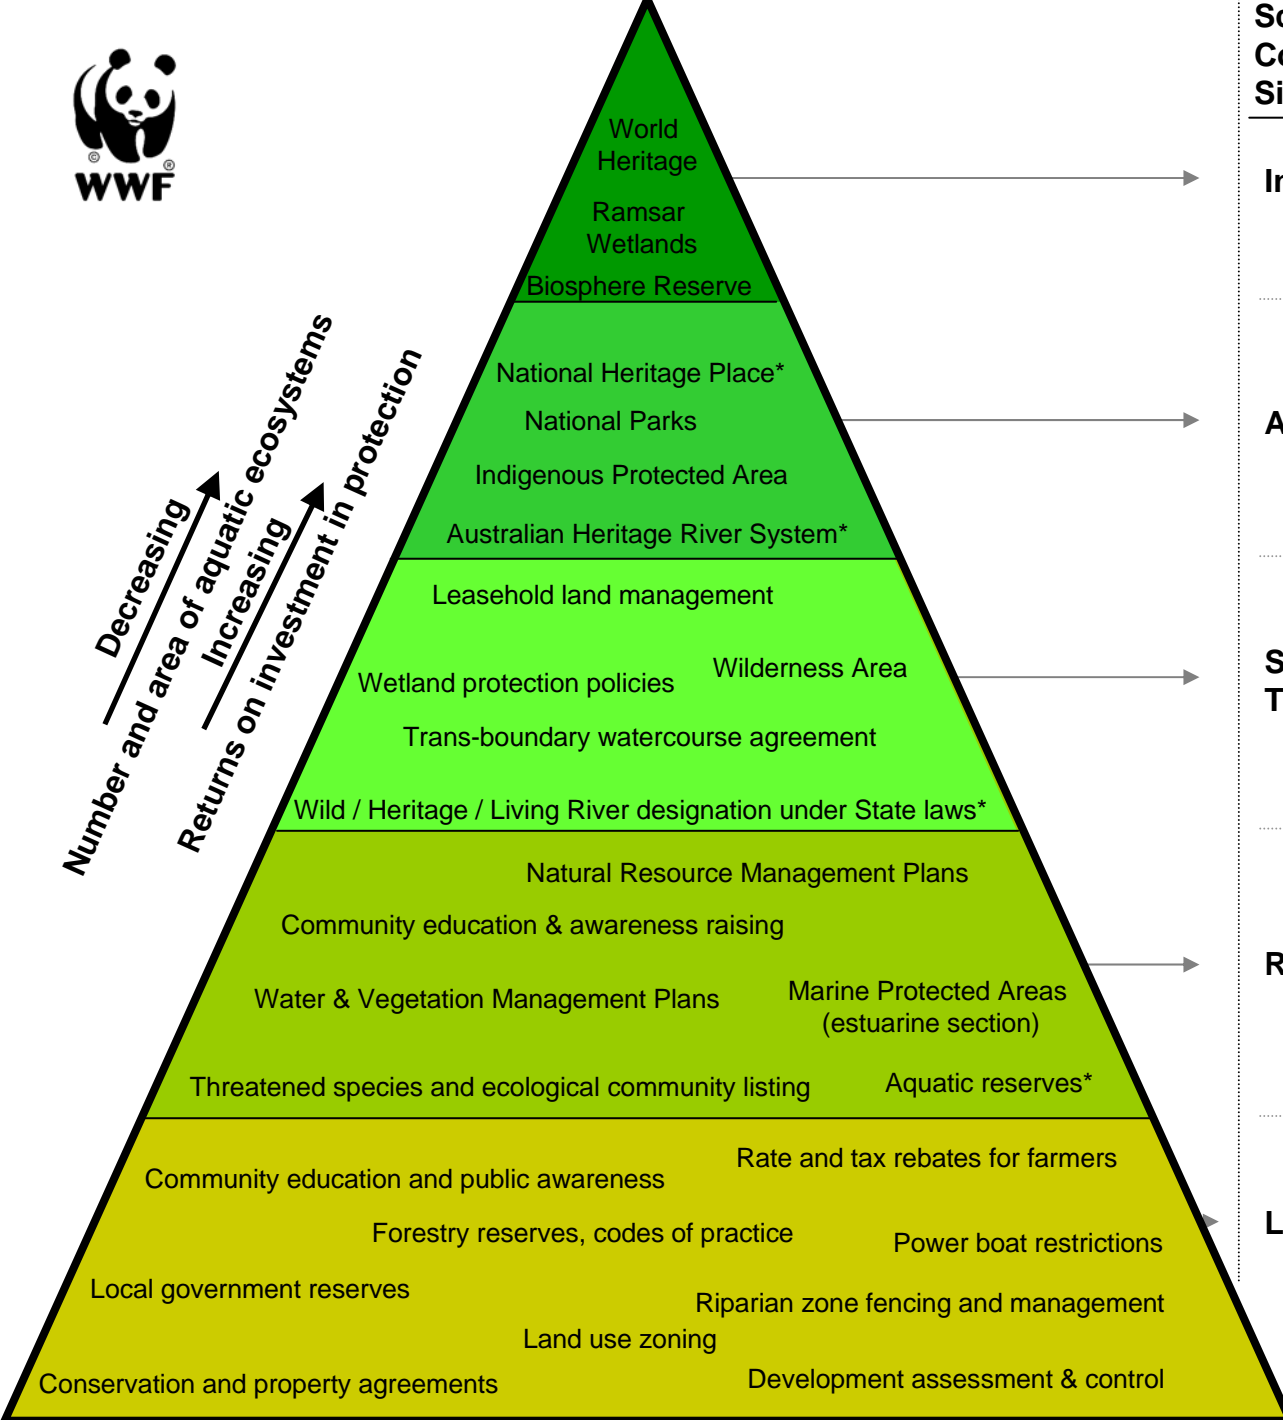 ©
®
WWF
World
Heritage
Ramsar
Wetlands
Biosphere Reserve
National Heritage Place*
National Parks
Indigenous Protected Area
Australian Heritage River System*
Decreasing
Number and area of aquatic ecosystems
Increasing
Returns on investment in protection
Leasehold land management
Wilderness Area
Wetland protection policies
Trans-boundary watercourse agreement
Wild / Heritage / Living River designation under State laws*
Natural Resource Management Plans
Community education & awareness raising
Water & Vegetation Management Plans
Marine Protected Areas
(estuarine section)
Threatened species and ecological community listing
Aquatic reserves*
Rate and tax rebates for farmers
Community education and public awareness
Forestry reserves, codes of practice
Power boat restrictions
Local government reserves
Riparian zone fencing and management
Land use zoning
Development assessment & control
Conservation and property agreements